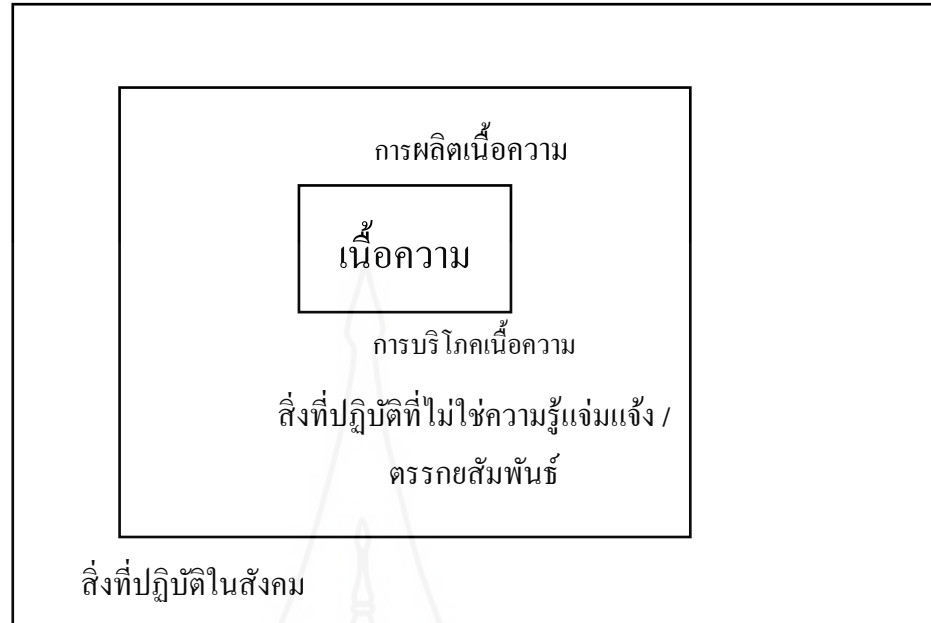 การผลิตเนื้อความ
เนื้อความ
การบริโภคเนื้อความ
สิ่งที่ปฏิบัติที่ไม่ใช่ความรู้แจ่มแจ้ง /
ตรรกยสัมพันธ์
สิ่งที่ปฏิบัติในสังคม